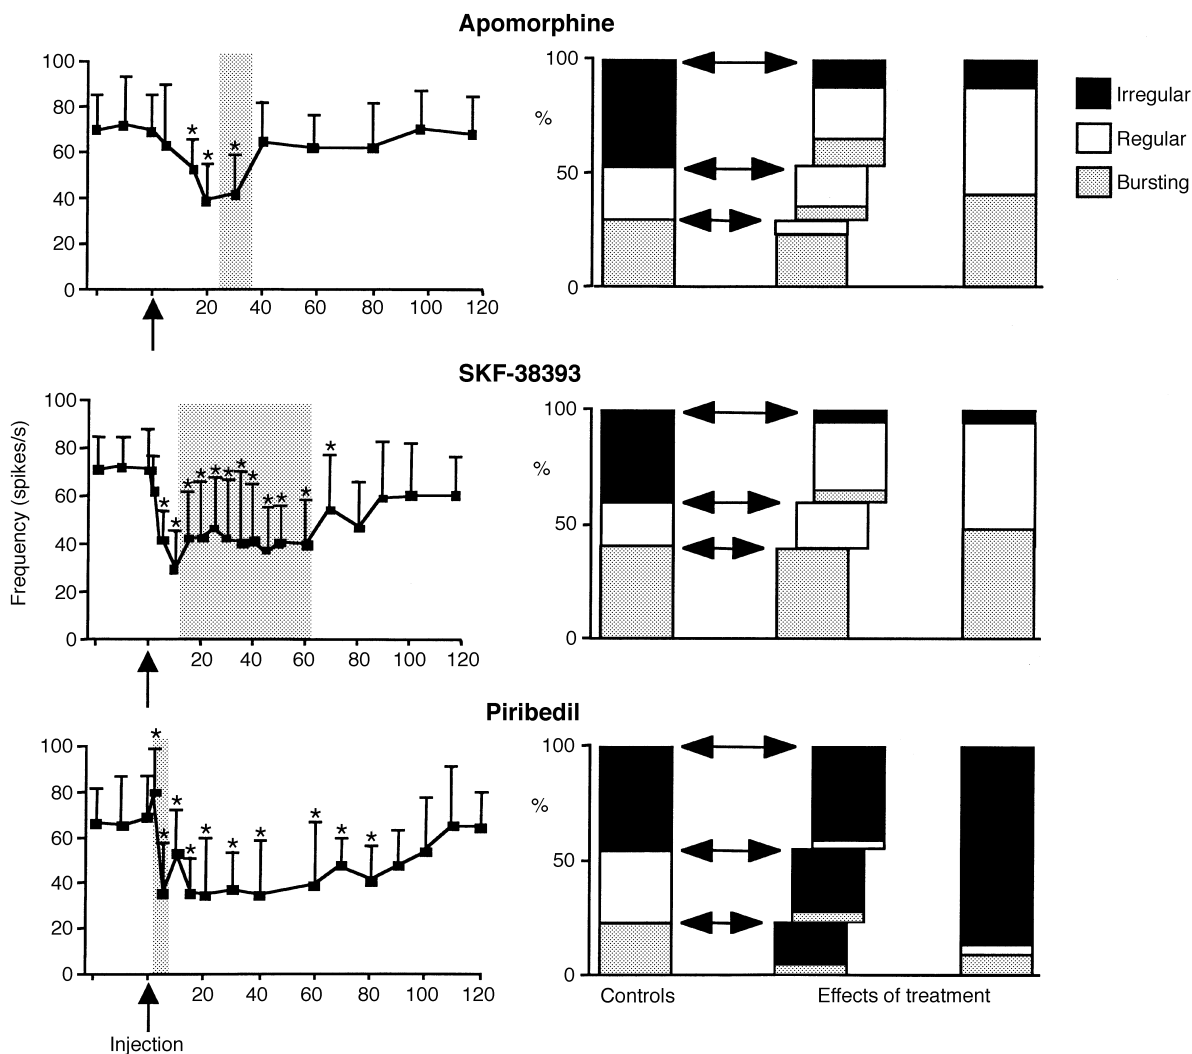 Apomorphine
100
80
60
40
20
0
20 40 60 80 100 120
* * *
100
%
50
0
Irregular
Regular
Bursting
SKF-38393
Frequency (spikes/s)
100
80
60
40
20
0
20 40 60 80 100 120
* * * * * * * * * * * *
100
%
50
0
Piribedil
100
80
60
40
20
0
20 40 60 80 100 120
* * * * * * * * * *
Injection
100
%
50
0
Controls Effects of treatment